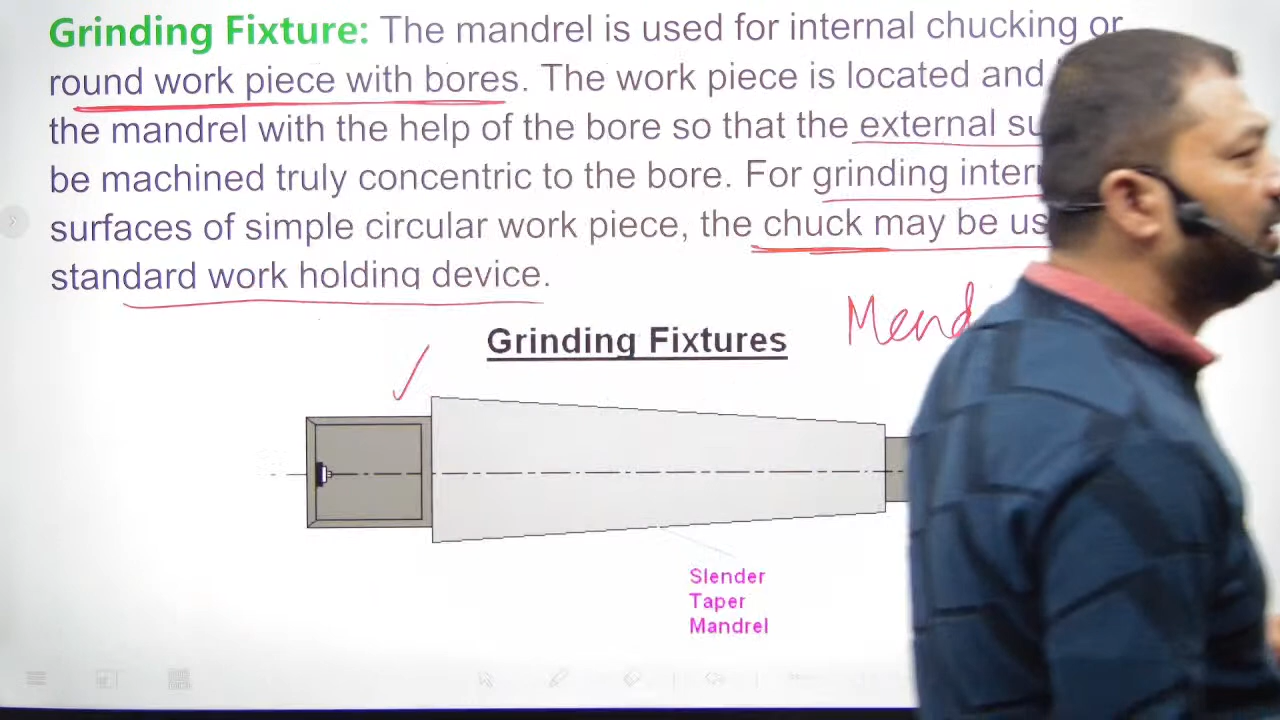 Grinding Fixture: The mandrel is used for internal chucking or
round work piece with bores. The work piece is located and
the mandrel with the help of the bore so that the external su
be machined truly concentric to the bore. For grinding intern
surfaces of simple circular work piece, the chuck may be us
standard work holding device.
Mend
Grinding Fixtures
Slender
Taper
Mandrel